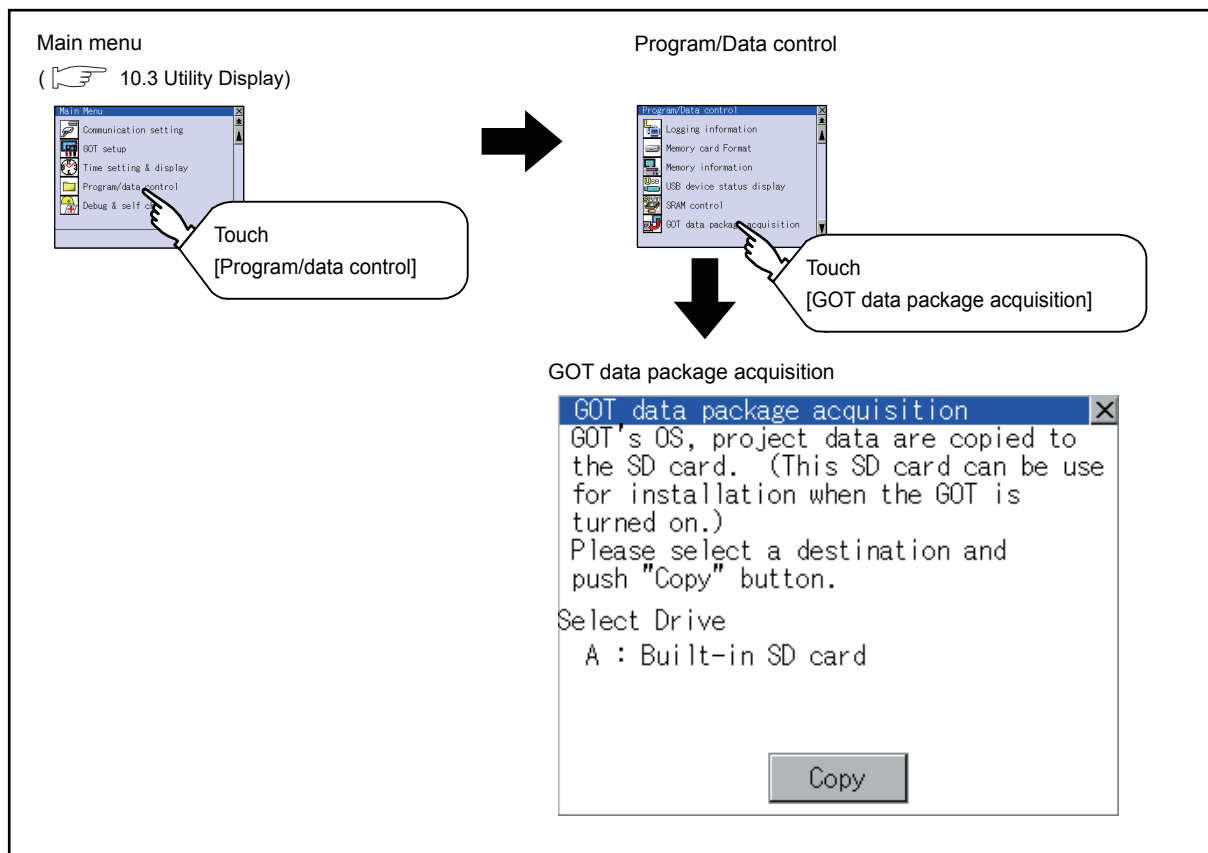 Main menu
( 10.3 Utility Display)
Main Menu
Communication setting
GOT setup
Time setting & display
Program/data control
Debug & self
Touch
[Program/data control]
Program/Data control
Program/Data control
Logging information
Memory card Format
Memory information
USB device status display
SRAM control
GOT data package acquisition
Touch
[GOT data package acquisition]
GOT data package acquisition
GOT data package acquisition
GOT's OS, project data are copied to
the SD card. (This SD card can be use
for installation when the GOT is
turned on.)
Please select a destination and
push "Copy" button.
Select Drive
A : Built-in SD card
Copy